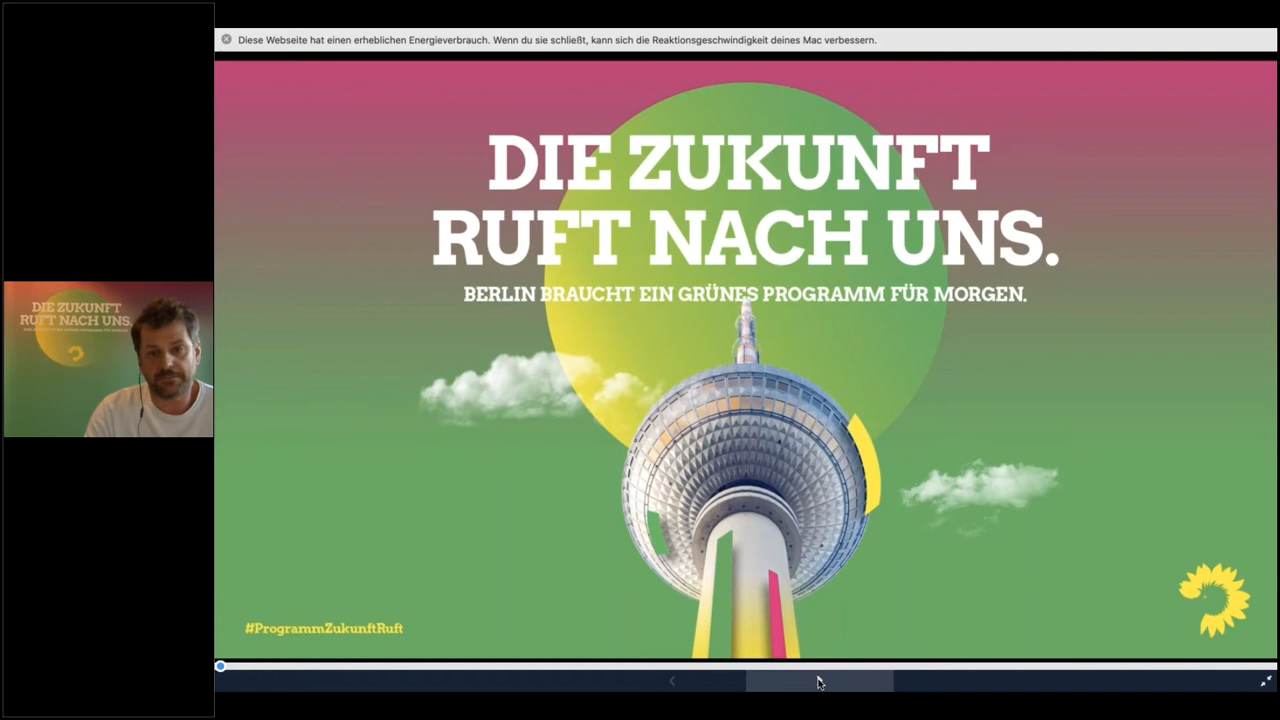 Diese Webseite hat einen erheblichen Energieverbrauch. Wenn du sie schließt, kann sich die Reaktionsgeschwindigkeit deines Mac verbessern.
DIE ZUKUNFT
RUFT NACH UNS.
BERLIN BRAUCHT EIN GRÜNES PROGRAMM FÜR MORGEN.
DIE ZUKUNFT
RUFT NACH UNS.
#ProgrammZukunftRuft